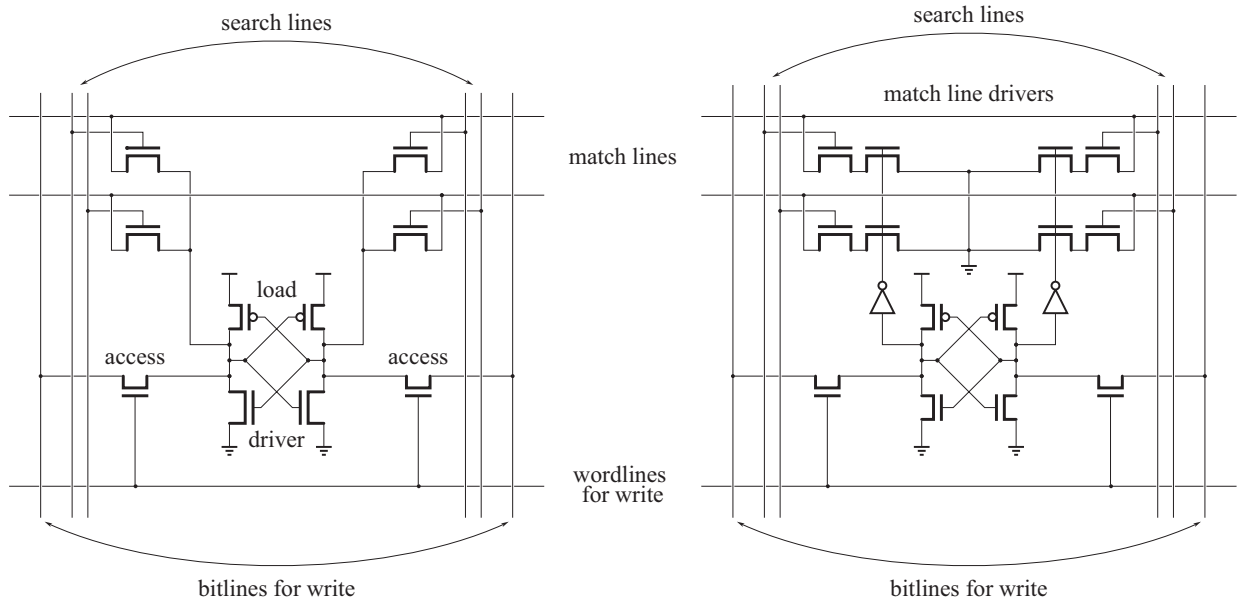 search lines
search lines
match line drivers
match lines
load
access
access
driver
wordlines
for write
bitlines for write
bitlines for write